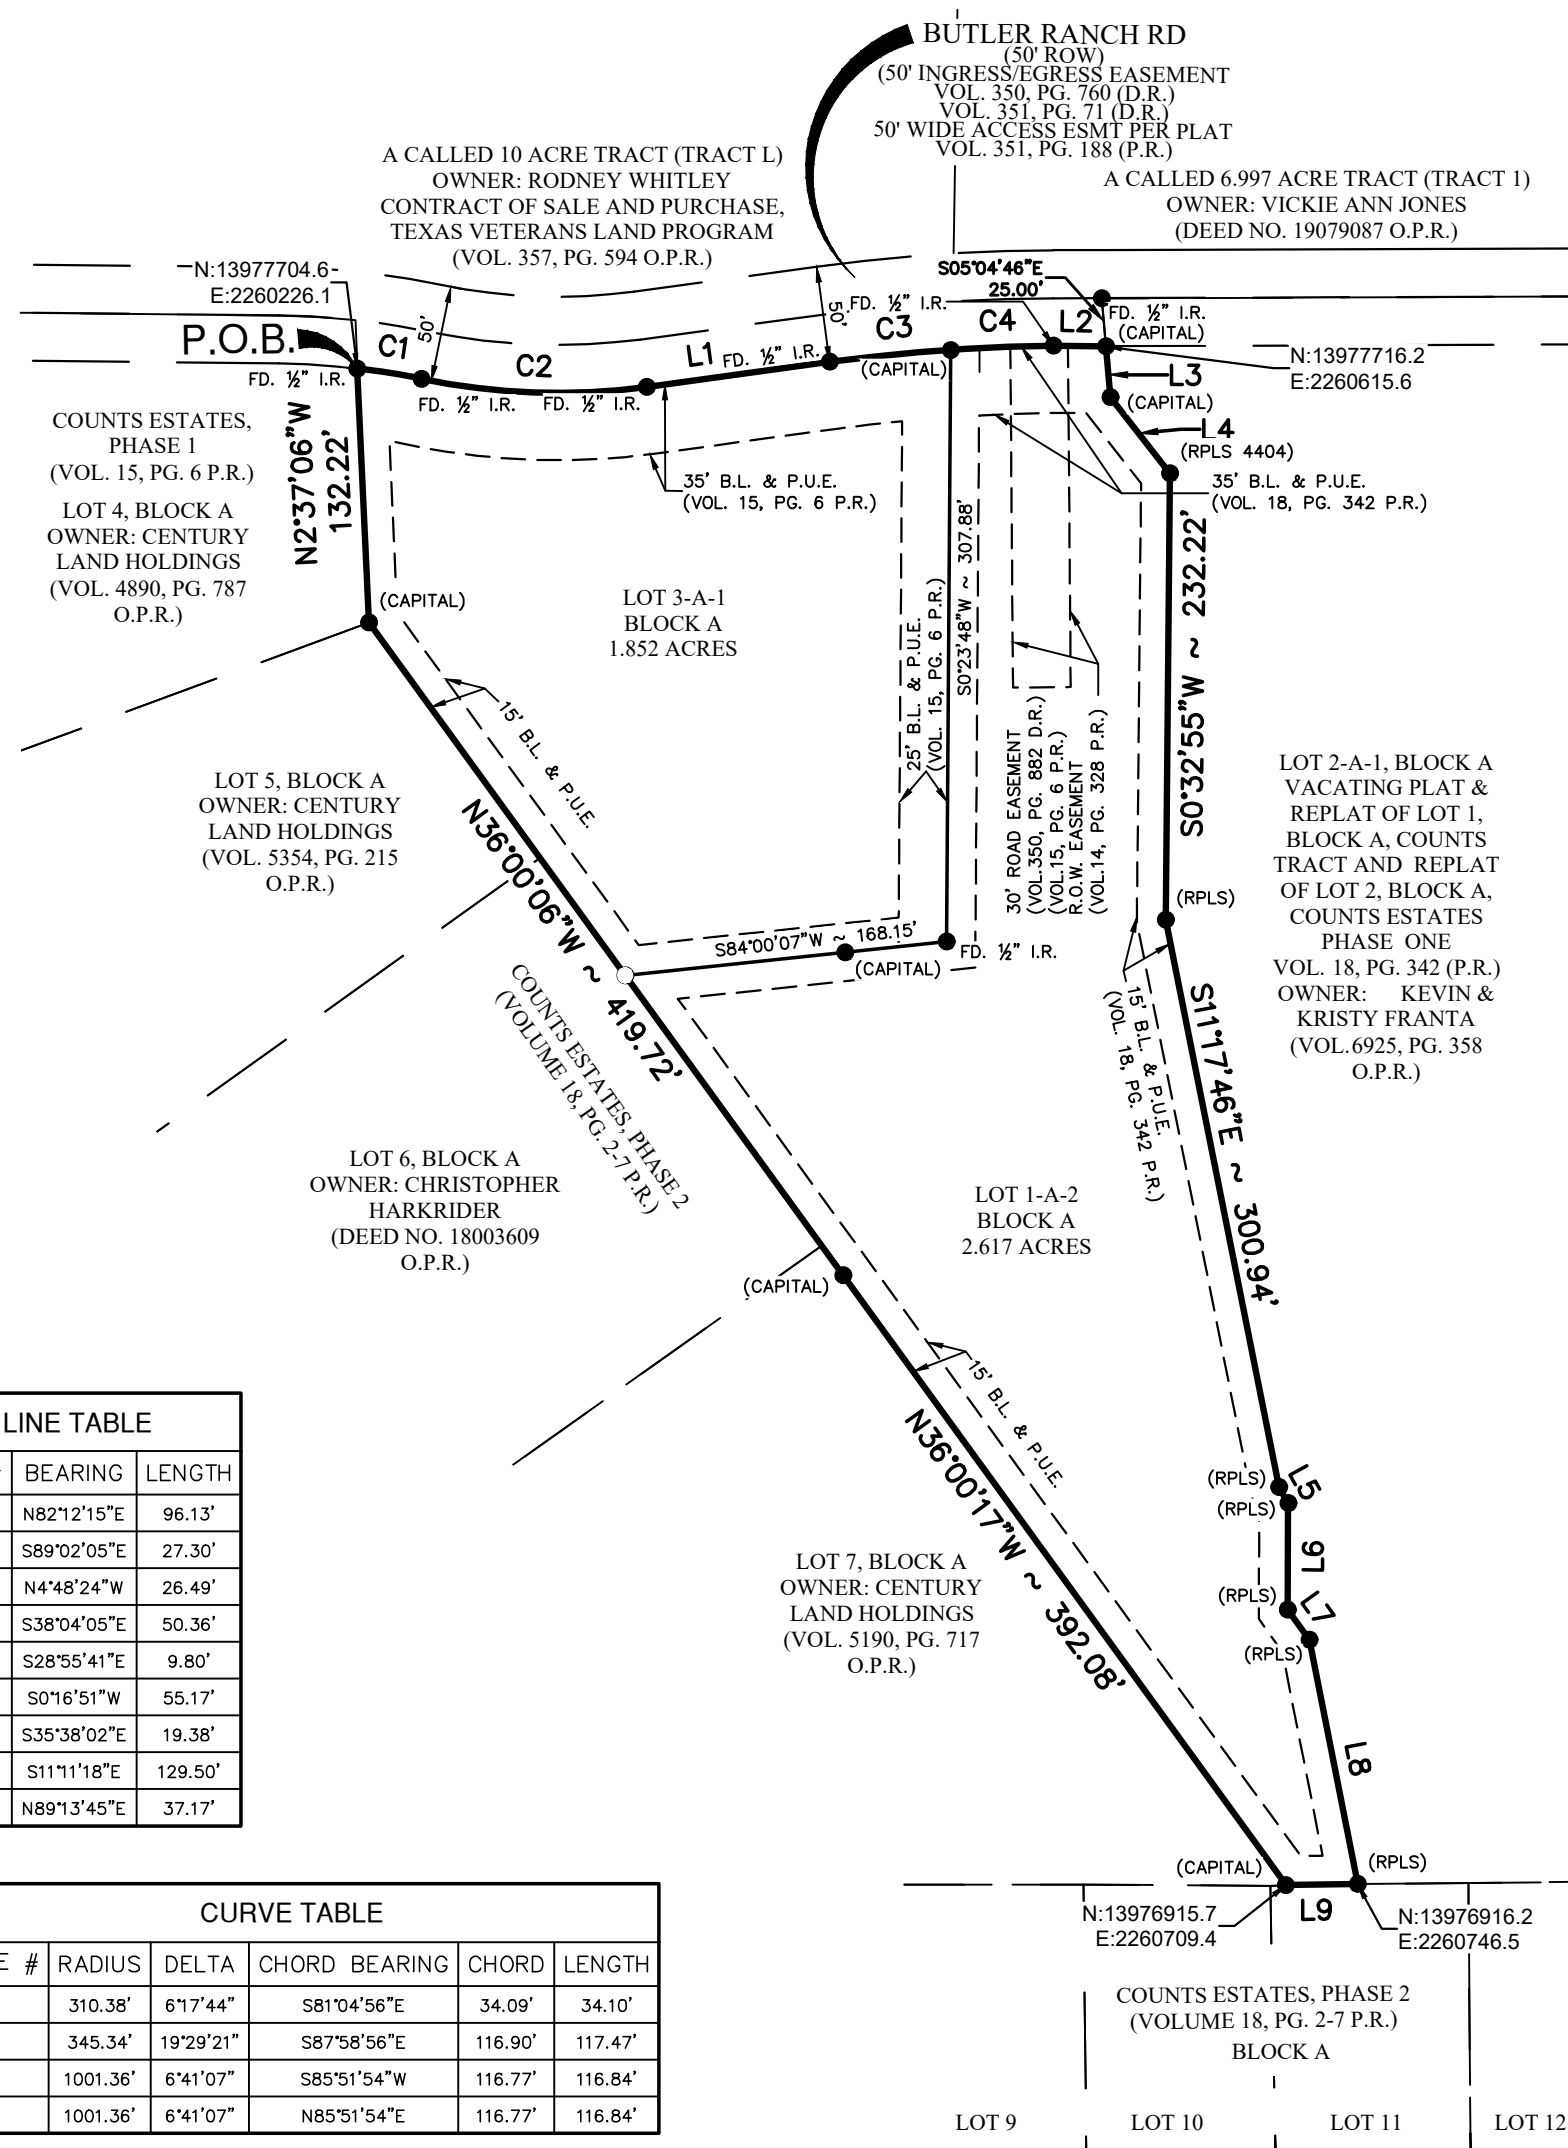 BUTLER RANCH RD
(50' ROW)
(50' INGRESS/EGRESS EASEMENT
VOL. 350, PG. 760 (D.R.)
VOL. 351, PG. 71 (D.R.)
50' WIDE ACCESS ESMT PER PLAT
VOL. 351, PG. 188 (P.R.)
A CALLED 10 ACRE TRACT (TRACT L)
OWNER: RODNEY WHITLEY
CONTRACT OF SALE AND PURCHASE,
TEXAS VETERANS LAND PROGRAM
(VOL. 357, PG. 594 O.P.R.)
A CALLED 6.997 ACRE TRACT (TRACT 1)
OWNER: VICKIE ANN JONES
(DEED NO. 19079087 O.P.R.)
N:13977704.6
E:2260226.1
P.O.B.
S05°04'46"E
25.00'
FD. ½" I.R.
FD. ½" I.R.
(CAPITAL)
50'
50'
C1
C2
L1
C3
C4
L2
FD. ½" I.R.
FD. ½" I.R.
FD. ½" I.R.
FD. ½" I.R.
(CAPITAL)
N:13977716.2
E:2260615.6
L3
(CAPITAL)
L4
(RPLS 4404)
COUNTS ESTATES,
PHASE 1
(VOL. 15, PG. 6 P.R.)
LOT 4, BLOCK A
OWNER: CENTURY
LAND HOLDINGS
(VOL. 4890, PG. 787
O.P.R.)
N2°37'06"W
132.22'
35' B.L. & P.U.E.
(VOL. 15, PG. 6 P.R.)
35' B.L. & P.U.E.
(VOL. 18, PG. 342 P.R.)
(CAPITAL)
LOT 3-A-1
BLOCK A
1.852 ACRES
25' B.L. & P.U.E.
(VOL. 15, PG. 6 P.R.)
S0°23'48"W ~ 307.88'
30' ROAD EASEMENT
(VOL.350, PG. 882 D.R.)
(VOL.15, PG. 6 P.R.)
R.O.W. EASEMENT
(VOL.14, PG. 328 P.R.)
S0°32'55"W ~ 232.22'
15' B.L. & P.U.E.
LOT 5, BLOCK A
OWNER: CENTURY
LAND HOLDINGS
(VOL. 5354, PG. 215
O.P.R.)
N36°00'06"W ~ 419.72'
LOT 2-A-1, BLOCK A
VACATING PLAT &
REPLAT OF LOT 1,
BLOCK A, COUNTS
TRACT AND REPLAT
OF LOT 2, BLOCK A,
COUNTS ESTATES
PHASE ONE
VOL. 18, PG. 342 (P.R.)
OWNER: KEVIN &
KRISTY FRANTA
(VOL.6925, PG. 358
O.P.R.)
(RPLS)
S84°00'07"W ~ 168.15'
(CAPITAL)
FD. ½" I.R.
COUNTS ESTATES, PHASE 2
(VOLUME 18, PG. 2-7 P.R.)
15' B.L. & P.U.E.
(VOL. 18, PG. 342 P.R.)
S11°17'46"E ~ 300.94'
LOT 6, BLOCK A
OWNER: CHRISTOPHER
HARKRIDER
(DEED NO. 18003609
O.P.R.)
LOT 1-A-2
BLOCK A
2.617 ACRES
(CAPITAL)
15' B.L. & P.U.E.
N36°00'17"W ~ 392.08'
(RPLS)
L5
(RPLS)
L6
(RPLS)
L7
(RPLS)
L8
LOT 7, BLOCK A
OWNER: CENTURY
LAND HOLDINGS
(VOL. 5190, PG. 717
O.P.R.)
LINE TABLE
BEARING LENGTH
N82°12'15"E 96.13'
S89°02'05"E 27.30'
N4°48'24"W 26.49'
S38°04'05"E 50.36'
S28°55'41"E 9.80'
S0°16'51"W 55.17'
S35°38'02"E 19.38'
S11°11'18"E 129.50'
N89°13'45"E 37.17'
(CAPITAL)
(RPLS)
L9
N:13976915.7
E:2260709.4
N:13976916.2
E:2260746.5
CURVE TABLE
E # RADIUS DELTA CHORD BEARING CHORD LENGTH
310.38' 6°17'44" S81°04'56"E 34.09' 34.10'
345.34' 19°29'21" S87°58'56"E 116.90' 117.47'
1001.36' 6°41'07" S85°51'54"W 116.77' 116.84'
1001.36' 6°41'07" N85°51'54"E 116.77' 116.84'
COUNTS ESTATES, PHASE 2
(VOLUME 18, PG. 2-7 P.R.)
BLOCK A
LOT 9
LOT 10
LOT 11
LOT 12